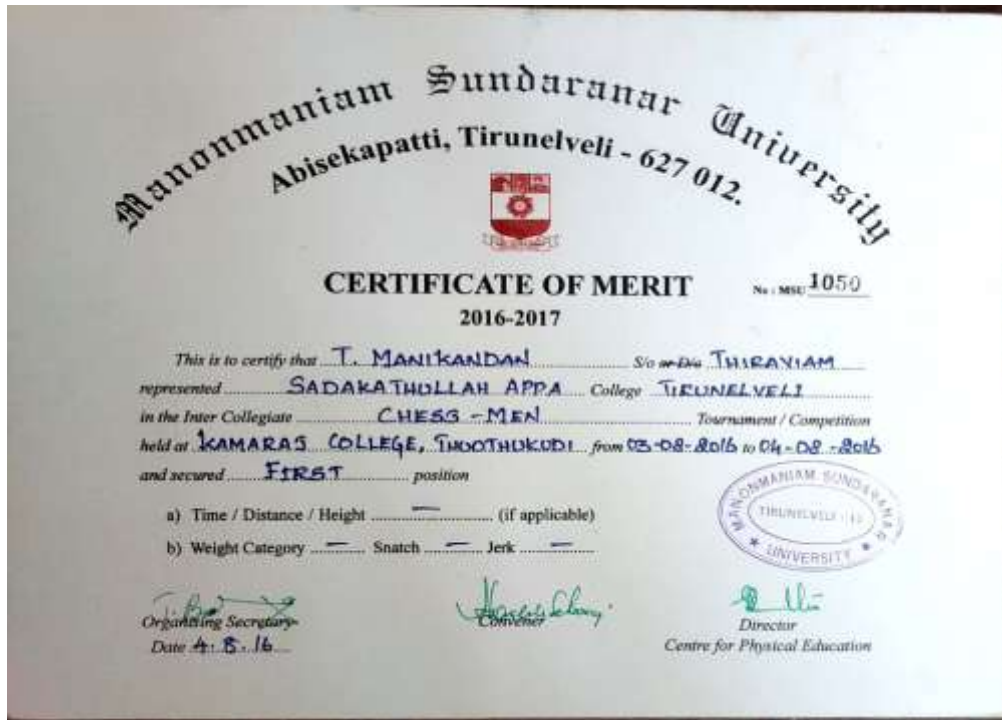 Manonmaniam Sundaranar University
Abisekapatti, Tirunelveli - 627 012.
CERTIFICATE OF MERIT
No : MSU 1050
2016-2017
This is to certify that T. MANIKANDAN S/o or D/o THIRAVIAM
represented SADAKATHULLAH APPA College TIRUNELVELI
in the Inter Collegiate CHESS - MEN Tournament / Competition
held at KAMARAJ COLLEGE, THOOTHUKUDI from 03-08-2016 to 04-08-2016
and secured FIRST position
a) Time / Distance / Height — (if applicable)
b) Weight Category — Snatch — Jerk —
MANONMANIAM SUNDARANAR
TIRUNELVELI
UNIVERSITY
Organising Secretary
Convener
Director
Date 4.8.16
Centre for Physical Education